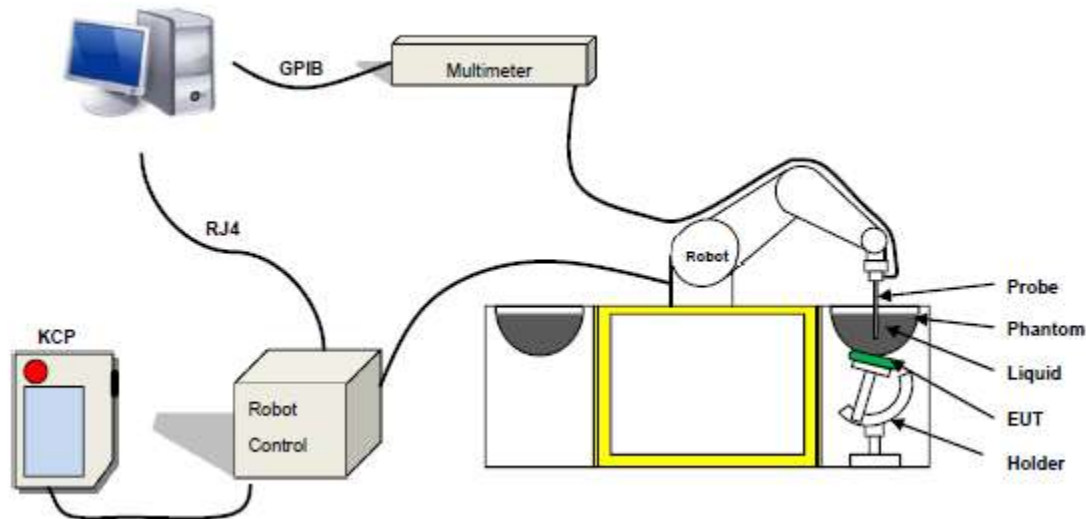 GPIB
Multimeter
RJ4
Robot
Probe
Phantom
KCP
Liquid
Robot
Control
EUT
Holder